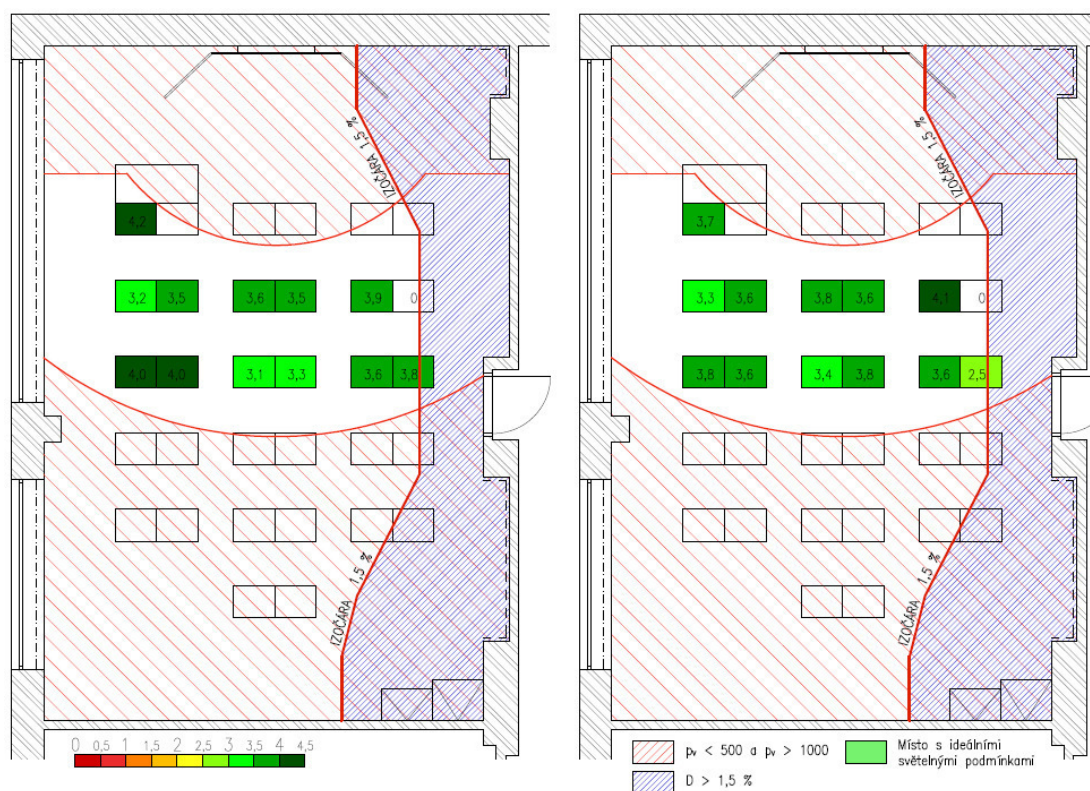 IZOČÁRA 1,5 %
4,2
3,2 3,5 3,6 3,5 3,9 0
4,0 4,0 3,1 3,3 3,6 3,8
IZOČÁRA 1,5 %
0 0,5 1 1,5 2 2,5 3 3,5 4 4,5
IZOČÁRA 1,5 %
3,7
3,3 3,6 3,8 3,6 4,1 0
3,8 3,6 3,4 3,8 3,6 2,5
IZOČÁRA 1,5 %
pᵥ < 500 a pᵥ > 1000
D > 1,5 %
Místo s ideálními
světelnými podmínkami